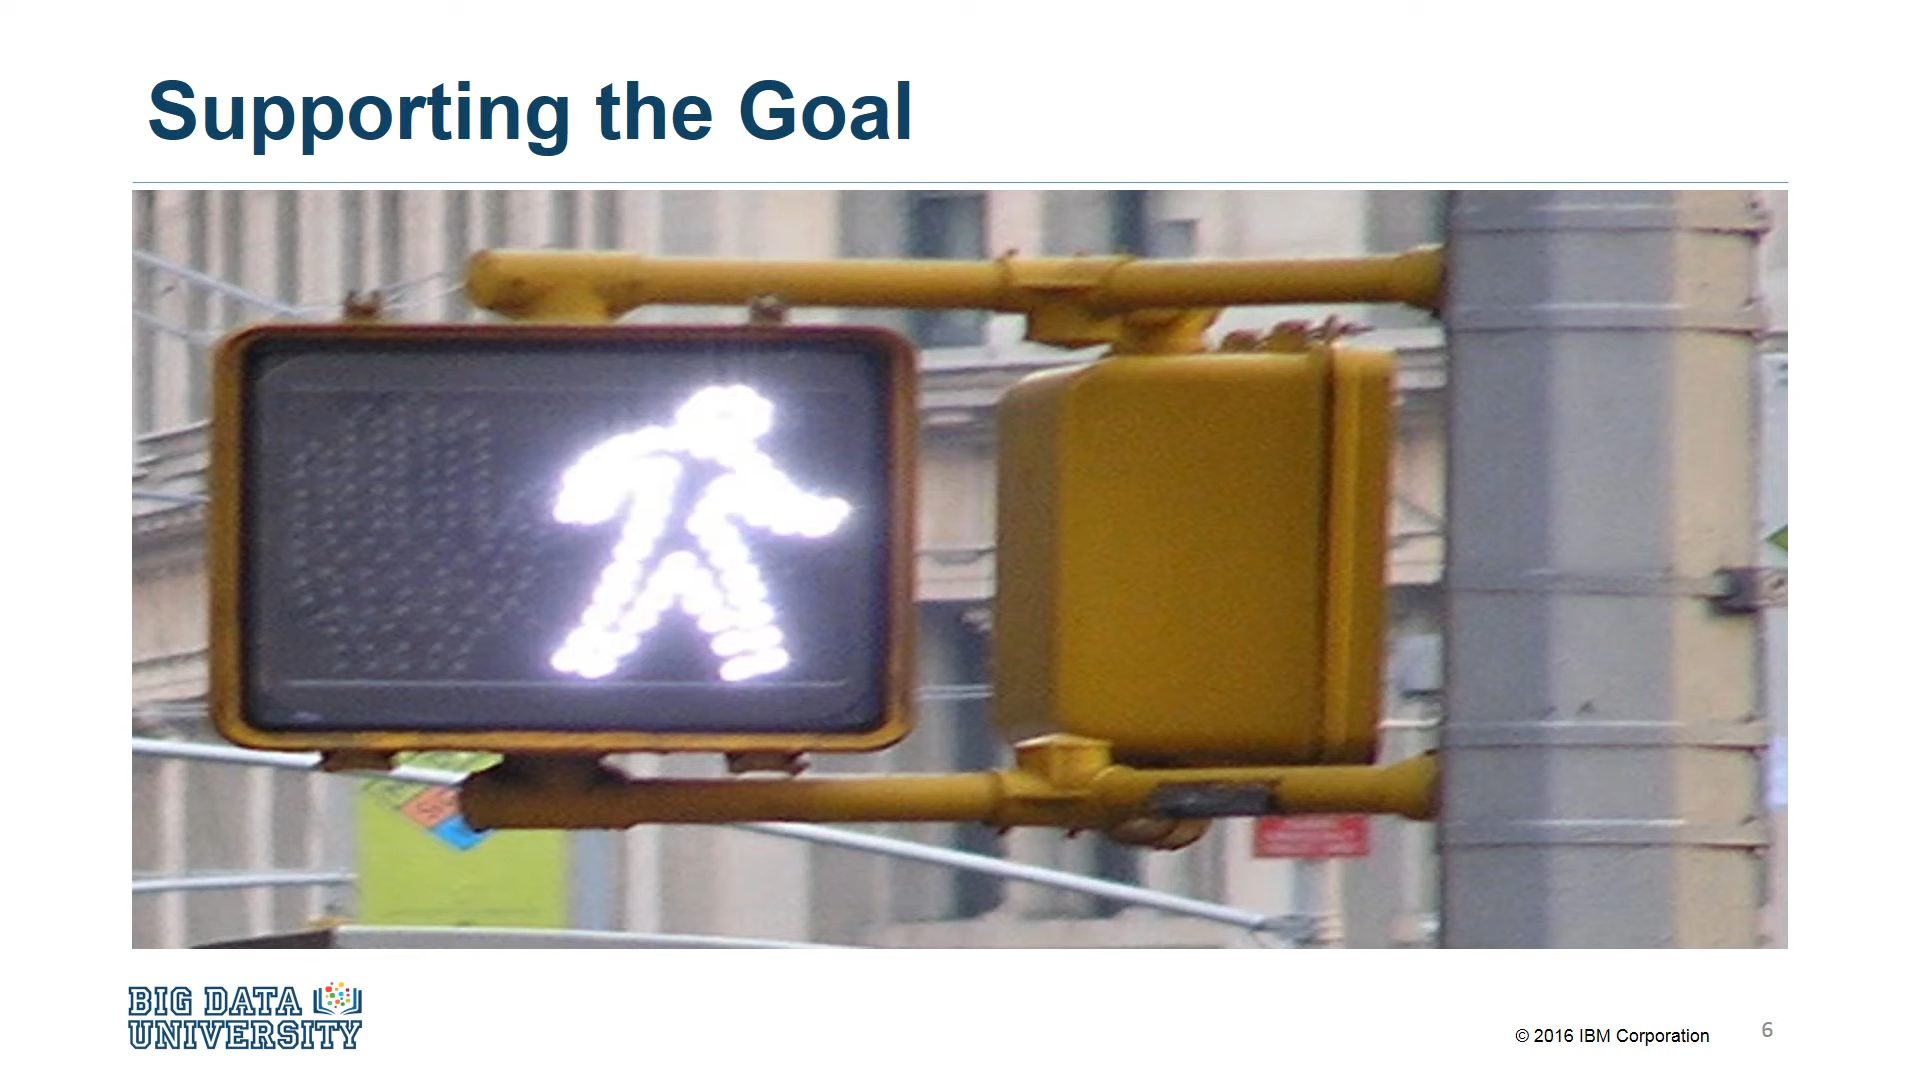 Supporting the Goal
BIG DATA
UNIVERSITY
© 2016 IBM Corporation
6